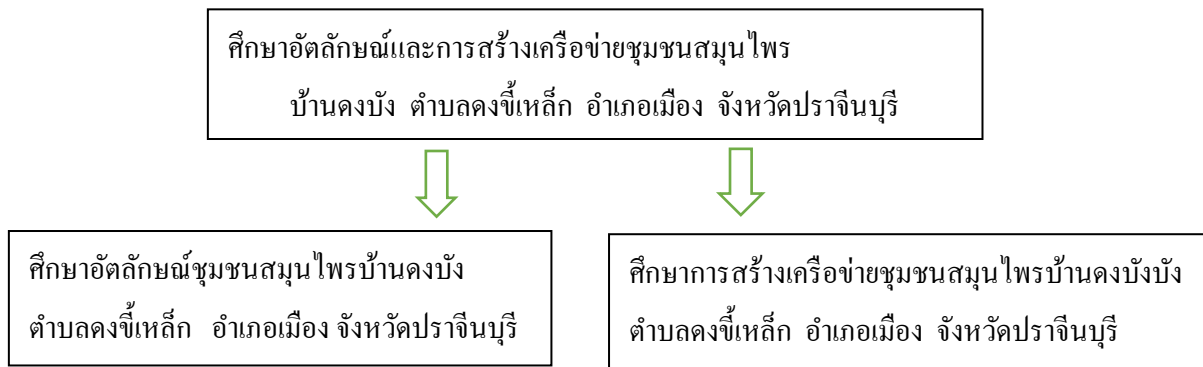 ศึกษาอัตลักษณ์และการสร้างเครือข่ายชุมชนสมุนไพร
บ้านดงบัง ตำบลดงขี้เหล็ก อำเภอเมือง จังหวัดปราจีนบุรี
ศึกษาอัตลักษณ์ชุมชนสมุนไพรบ้านดงบัง
ตำบลดงขี้เหล็ก อำเภอเมือง จังหวัดปราจีนบุรี
ศึกษาการสร้างเครือข่ายชุมชนสมุนไพรบ้านดงบังบัง
ตำบลดงขี้เหล็ก อำเภอเมือง จังหวัดปราจีนบุรี